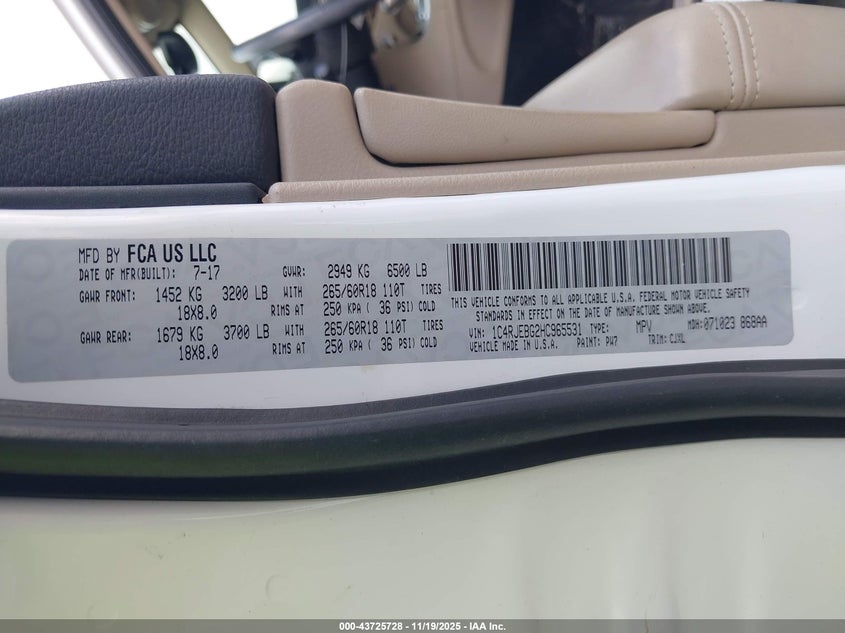 MFD BY FCA US LLC
DATE OF MFR(BUILT): 7-17 GVWR: 2949 KG 6500 LB
GAWR FRONT: 1452 KG 3200 LB WITH 265/60R18 110T TIRES
18X8.0 RIMS AT 250 KPA ( 36 PSI) COLD
GAWR REAR: 1679 KG 3700 LB WITH 265/60R18 110T TIRES
18X8.0 RIMS AT 250 KPA ( 36 PSI) COLD
THIS VEHICLE CONFORMS TO ALL APPLICABLE U.S.A. FEDERAL MOTOR VEHICLE SAFETY
STANDARDS IN EFFECT ON THE DATE OF MANUFACTURE SHOWN ABOVE.
VIN: 1C4RJEBG2HC965531 TYPE: MPV MDH: 071023 868AA
VEHICLE MADE IN U.S.A. PAINT: PW7 TRIM: CJXL
000-43725728 - 11/19/2025 - IAA Inc.